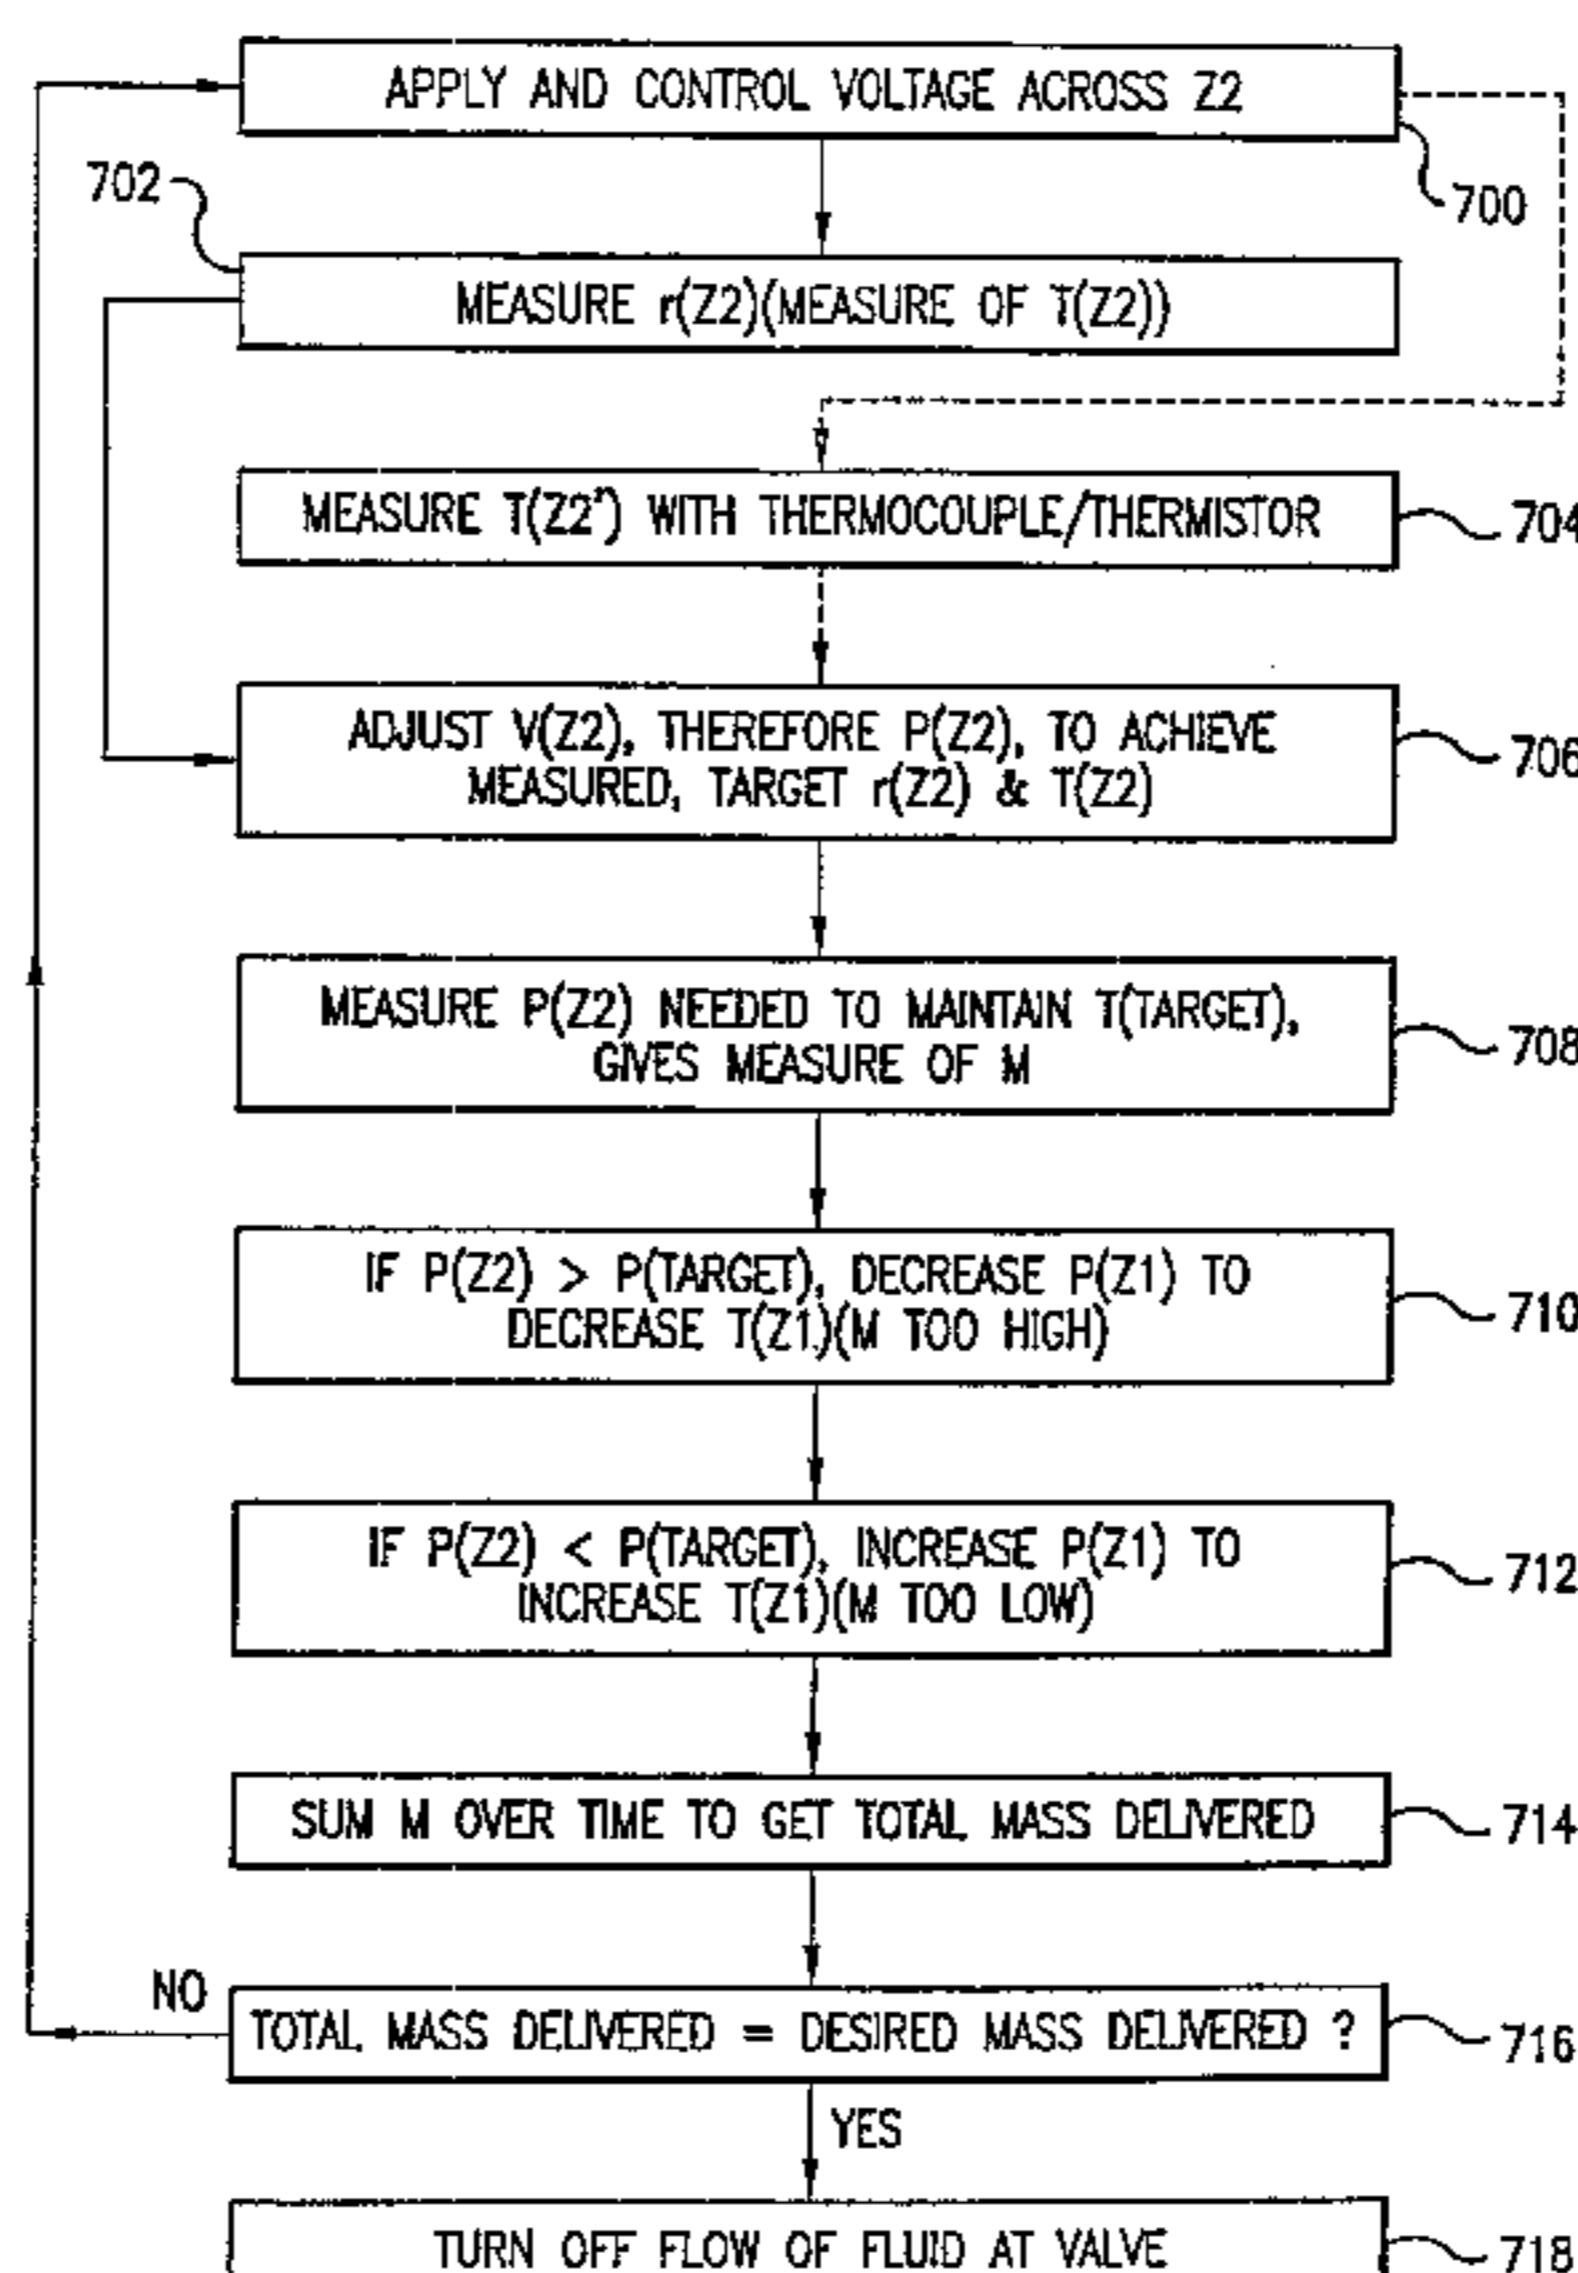 APPLY AND CONTROL VOLTAGE ACROSS Z2
700
702
MEASURE r(Z2)(MEASURE OF T(Z2))
MEASURE T(Z2") WITH THERMOCOUPLE/THERMISTOR
704
ADJUST V(Z2), THEREFORE P(Z2), TO ACHIEVE
MEASURED, TARGET r(Z2) & T(Z2)
706
MEASURE P(Z2) NEEDED TO MAINTAIN T(TARGET),
GIVES MEASURE OF M
708
IF P(Z2) > P(TARGET), DECREASE P(Z1) TO
DECREASE T(Z1)(M TOO HIGH)
710
IF P(Z2) < P(TARGET), INCREASE P(Z1) TO
INCREASE T(Z1)(M TOO LOW)
712
SUM M OVER TIME TO GET TOTAL MASS DELIVERED
714
NO
TOTAL MASS DELIVERED = DESIRED MASS DELIVERED ?
716
YES
TURN OFF FLOW OF FLUID AT VALVE
718